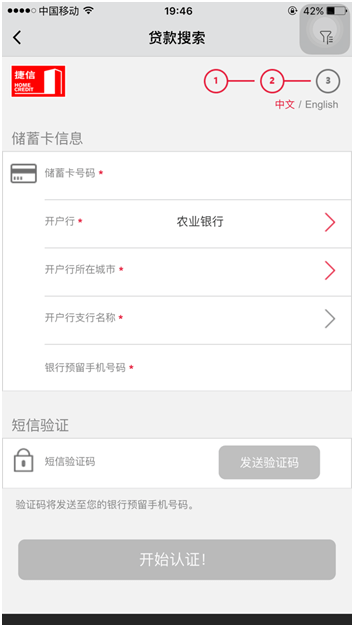 中国移动 19:46 42%
贷款搜索
捷信
HOME CREDIT
1 2 3
中文 / English
储蓄卡信息
储蓄卡号码 *
开户行 * 农业银行
开户行所在城市 *
开户行支行名称 *
银行预留手机号码 *
短信验证
短信验证码 发送验证码
验证码将发送至您的银行预留手机号码。
开始认证!